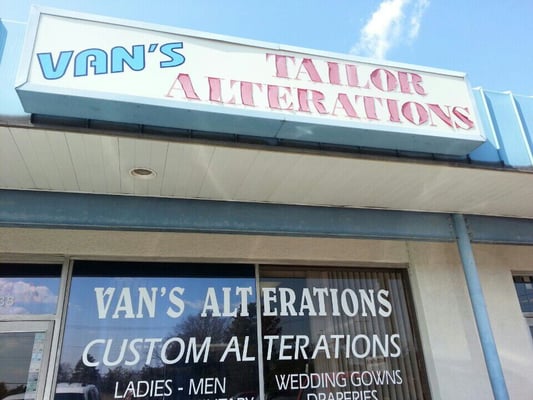 VAN'S TAILOR
ALTERATIONS
VAN'S ALTERATIONS
CUSTOM ALTERATIONS
LADIES - MEN WEDDING GOWNS
DRAPERIES